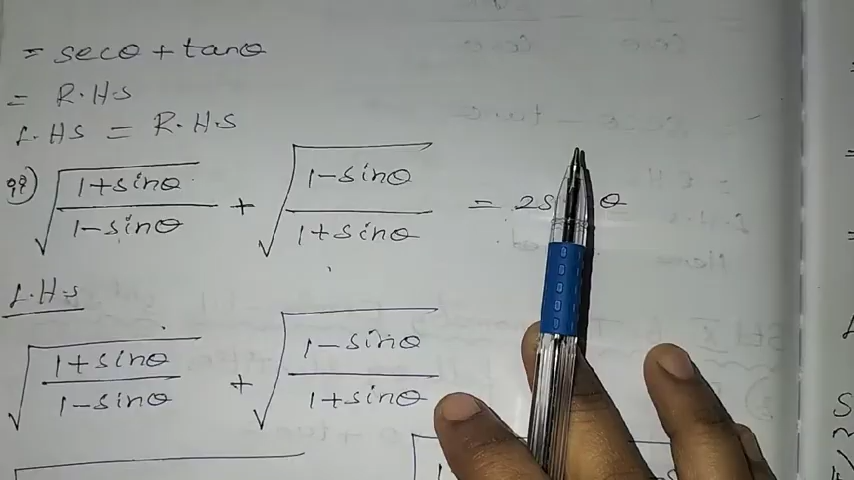 = secθ + tanθ
= R.H.S
L.HS = R.H.S
√(1+sinθ / 1-sinθ) + √(1-sinθ / 1+sinθ) = 2s θ
L.H.S
√(1+sinθ / 1-sinθ) + √(1-sinθ / 1+sinθ)